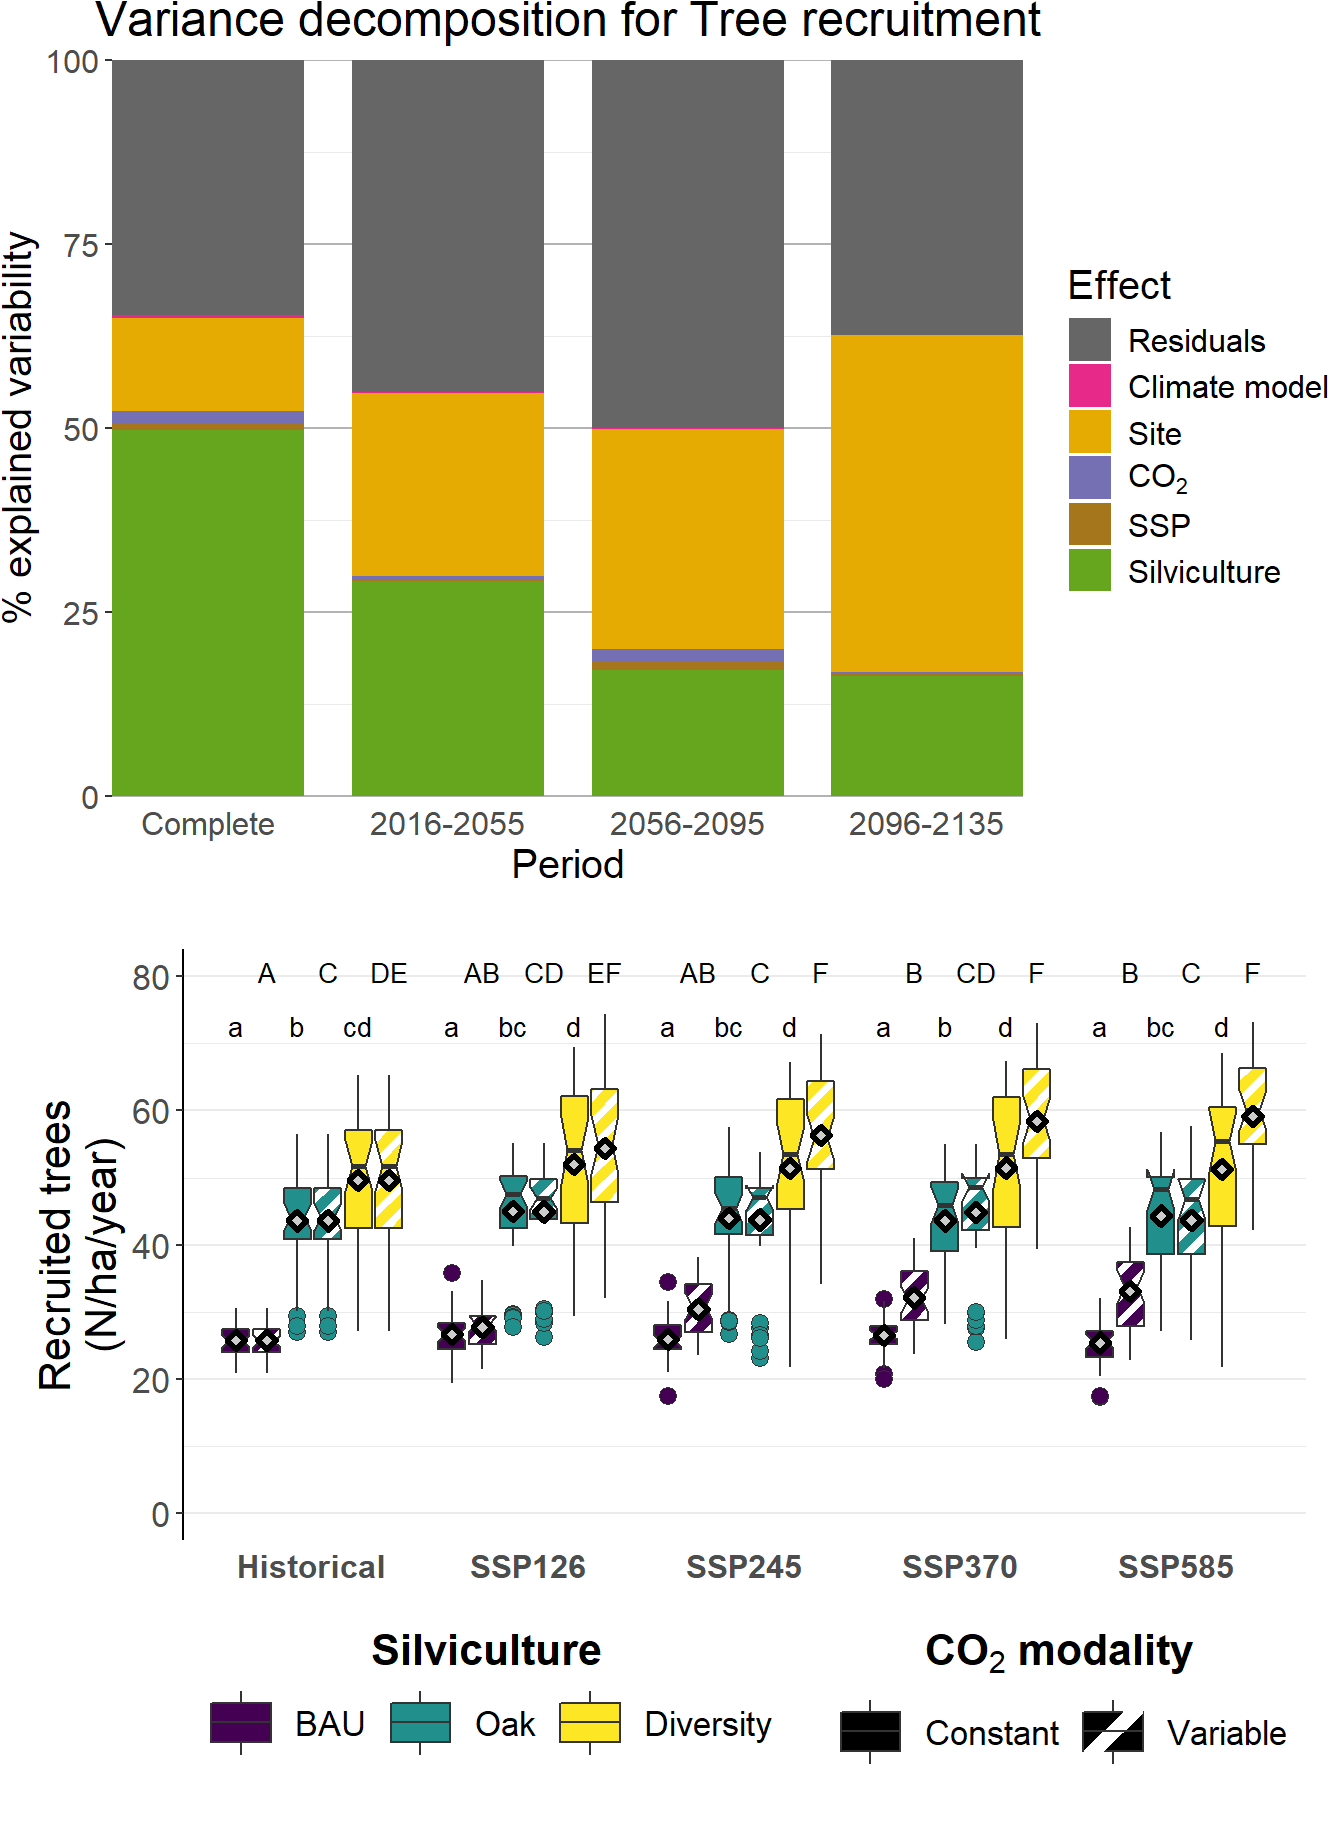 Variance decomposition for Tree recruitment
100
75
50
25
0
% explained variability
Complete 2016-2055 2056-2095 2096-2135
Period
Effect
Residuals
Climate model
Site
CO2
SSP
Silviculture
80
60
40
20
0
Recruited trees
(N/ha/year)
A C DE AB CD EF AB C F B CD F B C F
a b cd a bc d a bc d a b d a bc d
Historical SSP126 SSP245 SSP370 SSP585
Silviculture
BAU Oak Diversity
CO2 modality
Constant Variable